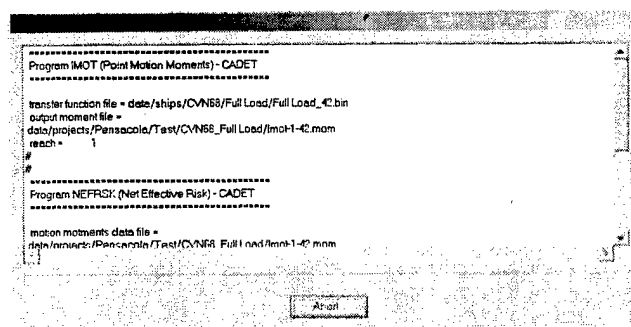 Program IMOT (Point Motion Moments) - CADET
transfer function file = data/ships/CVN68/Full Load/Full Load_42.bin
output moment file =
data/projects/Pensacola/Test/CVN68_Full Load/Imot-1-42.mom
reach = 1
#
#
Program NEFRSK (Net Effective Risk) - CADET
motion motments data file =
data/projects/Pensacola/Test/CVN68_Full Load/Imot-1-42.mom
Abort